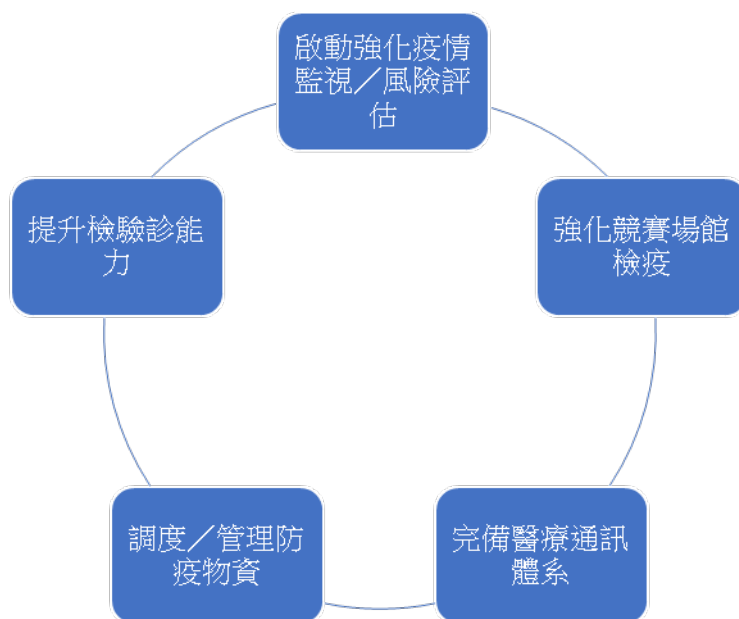 啟動強化疫情
監視／風險評
估
強化競賽場館
檢疫
完備醫療通訊
體系
調度／管理防
疫物資
提升檢驗診能
力